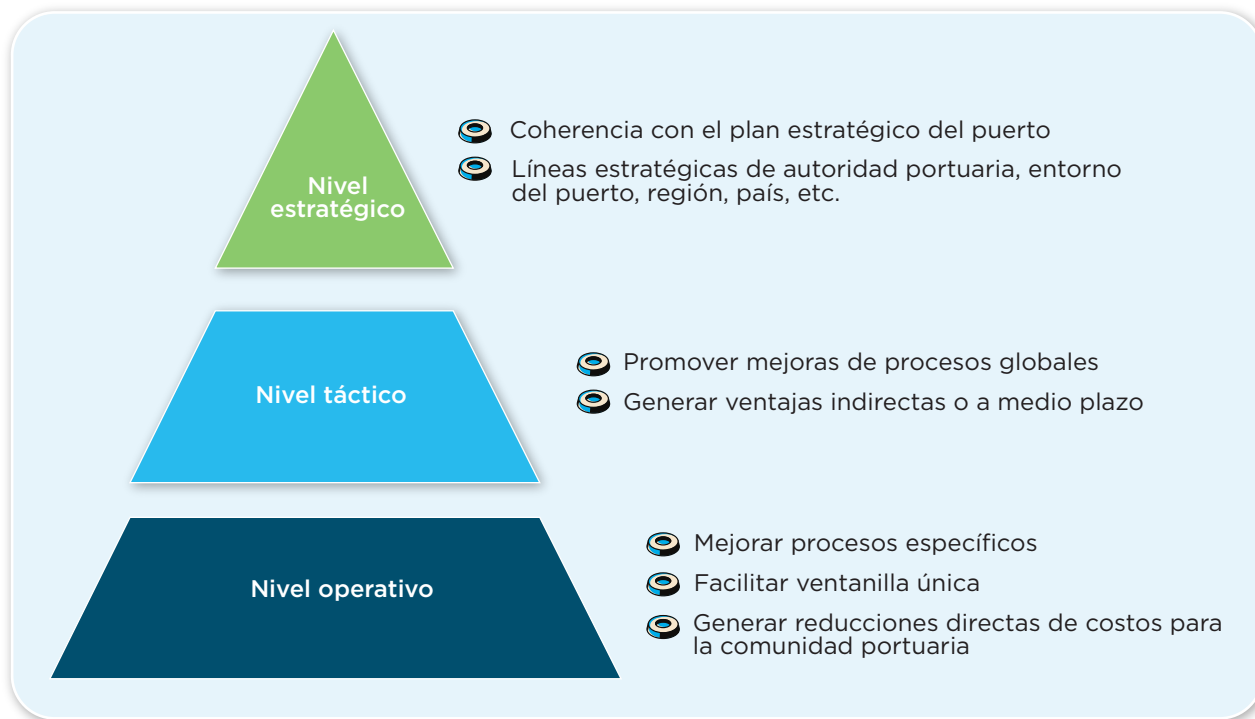 Nivel
estratégico
Coherencia con el plan estratégico del puerto
Líneas estratégicas de autoridad portuaria, entorno
del puerto, región, país, etc.
Nivel táctico
Promover mejoras de procesos globales
Generar ventajas indirectas o a medio plazo
Nivel operativo
Mejorar procesos específicos
Facilitar ventanilla única
Generar reducciones directas de costos para
la comunidad portuaria